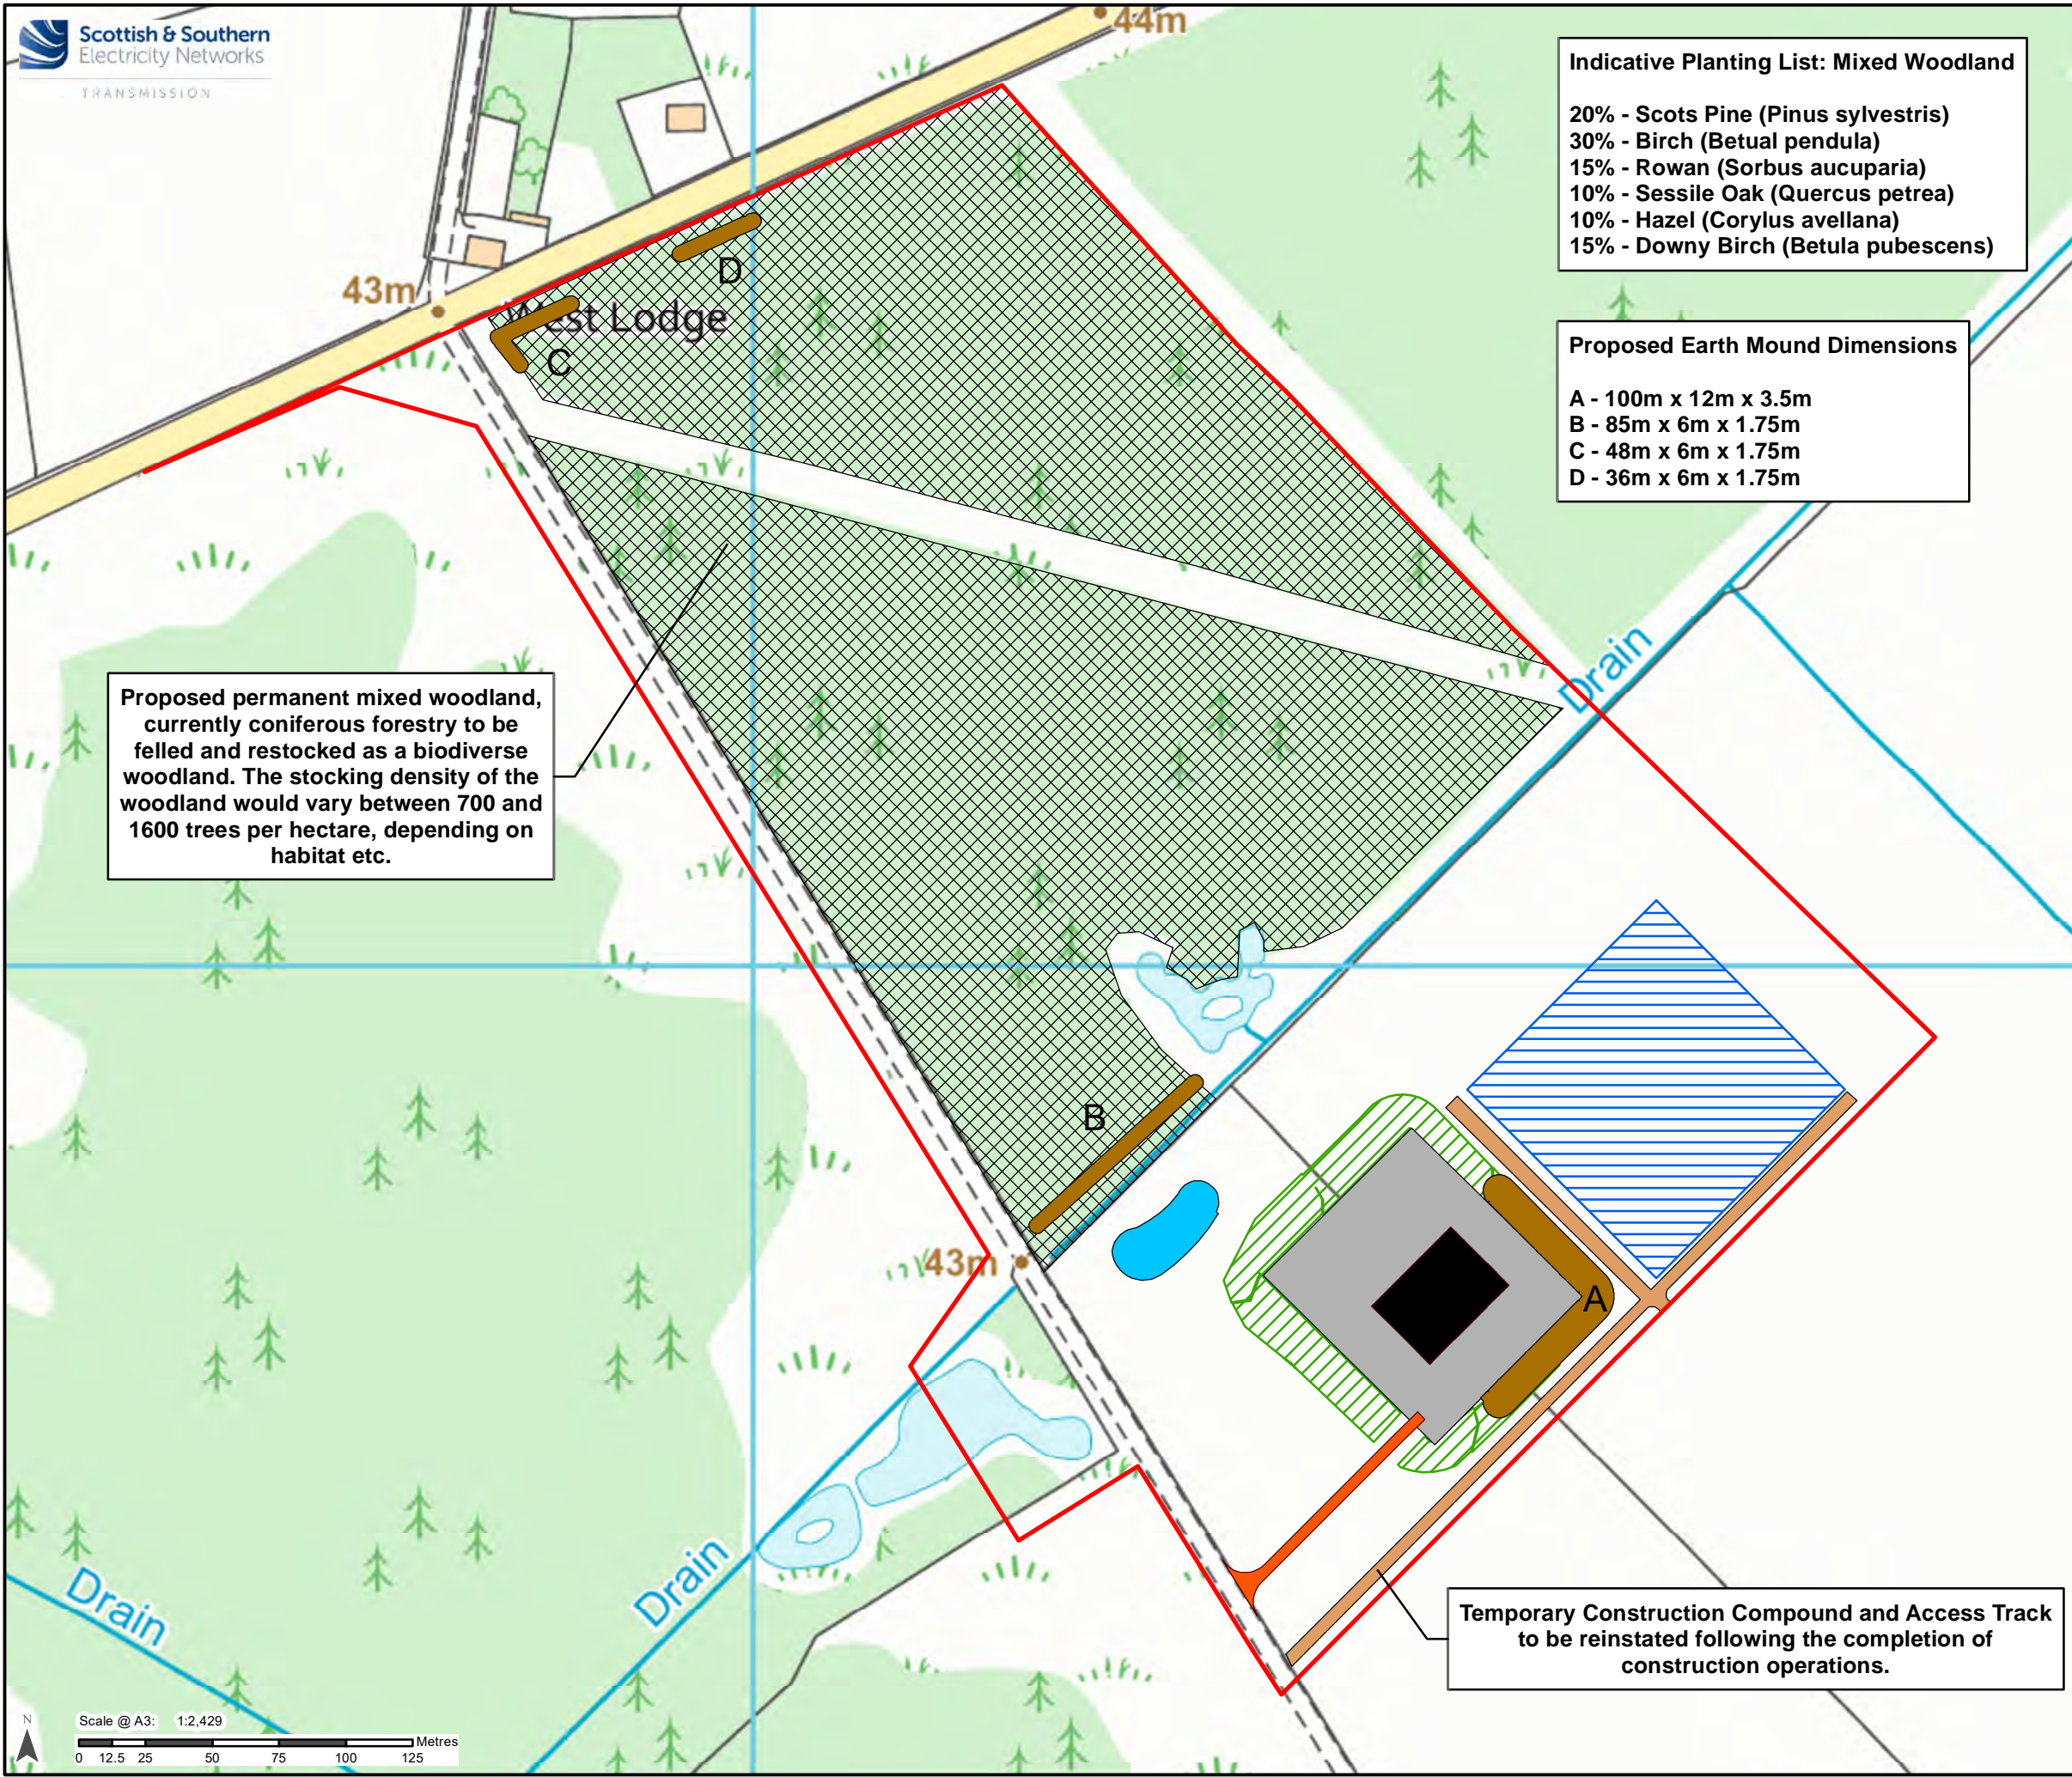 Scottish & Southern
Electricity Networks
TRANSMISSION
44m
Indicative Planting List: Mixed Woodland
20% - Scots Pine (Pinus sylvestris)
30% - Birch (Betual pendula)
15% - Rowan (Sorbus aucuparia)
10% - Sessile Oak (Quercus petrea)
10% - Hazel (Corylus avellana)
15% - Downy Birch (Betula pubescens)
D
43m
West Lodge
C
Proposed Earth Mound Dimensions
A - 100m x 12m x 3.5m
B - 85m x 6m x 1.75m
C - 48m x 6m x 1.75m
D - 36m x 6m x 1.75m
Drain
Proposed permanent mixed woodland,
currently coniferous forestry to be
felled and restocked as a biodiverse
woodland. The stocking density of the
woodland would vary between 700 and
1600 trees per hectare, depending on
habitat etc.
B
43m
A
Drain
Drain
Temporary Construction Compound and Access Track
to be reinstated following the completion of
construction operations.
N
Scale @ A3: 1:2,429
Metres
0 12.5 25 50 75 100 125